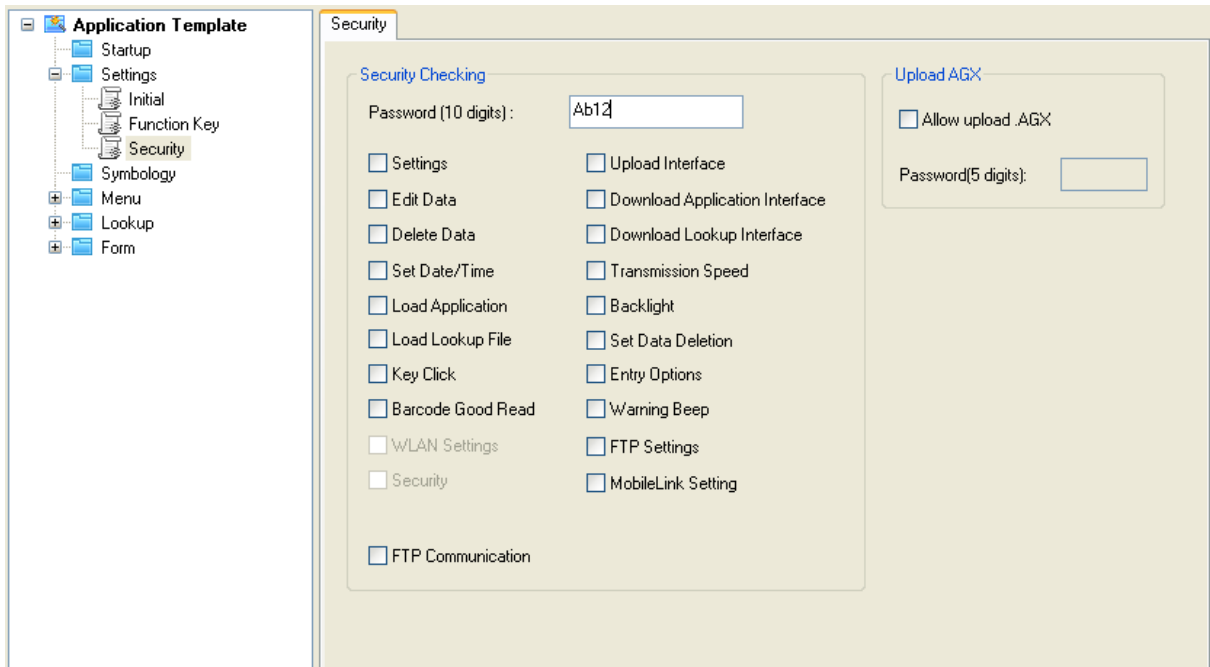 Application Template
Startup
Settings
Initial
Function Key
Security
Symbology
Menu
Lookup
Form
Security
Security Checking
Password (10 digits) : Ab12
Settings
Edit Data
Delete Data
Set Date/Time
Load Application
Load Lookup File
Key Click
Barcode Good Read
WLAN Settings
Security
FTP Communication
Upload Interface
Download Application Interface
Download Lookup Interface
Transmission Speed
Backlight
Set Data Deletion
Entry Options
Warning Beep
FTP Settings
MobileLink Setting
Upload AGX
Allow upload .AGX
Password(5 digits):